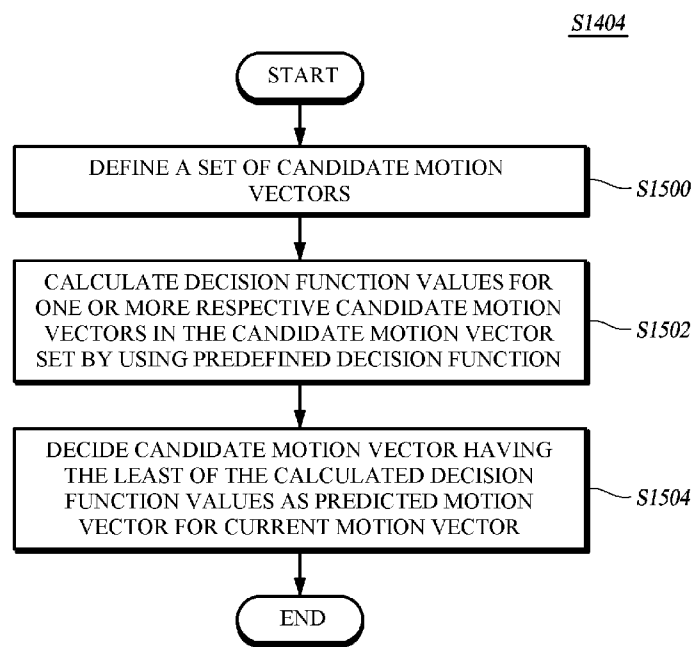 S1404
START
DEFINE A SET OF CANDIDATE MOTION
VECTORS
S1500
CALCULATE DECISION FUNCTION VALUES FOR
ONE OR MORE RESPECTIVE CANDIDATE MOTION
VECTORS IN THE CANDIDATE MOTION VECTOR
SET BY USING PREDEFINED DECISION FUNCTION
S1502
DECIDE CANDIDATE MOTION VECTOR HAVING
THE LEAST OF THE CALCULATED DECISION
FUNCTION VALUES AS PREDICTED MOTION
VECTOR FOR CURRENT MOTION VECTOR
S1504
END